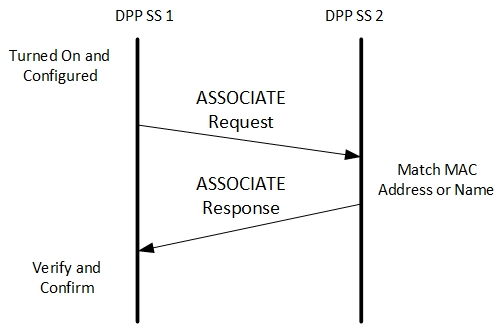 DPP SS 1
DPP SS 2
Turned On and
Configured
ASSOCIATE
Request
Match MAC
Address or Name
ASSOCIATE
Response
Verify and
Confirm